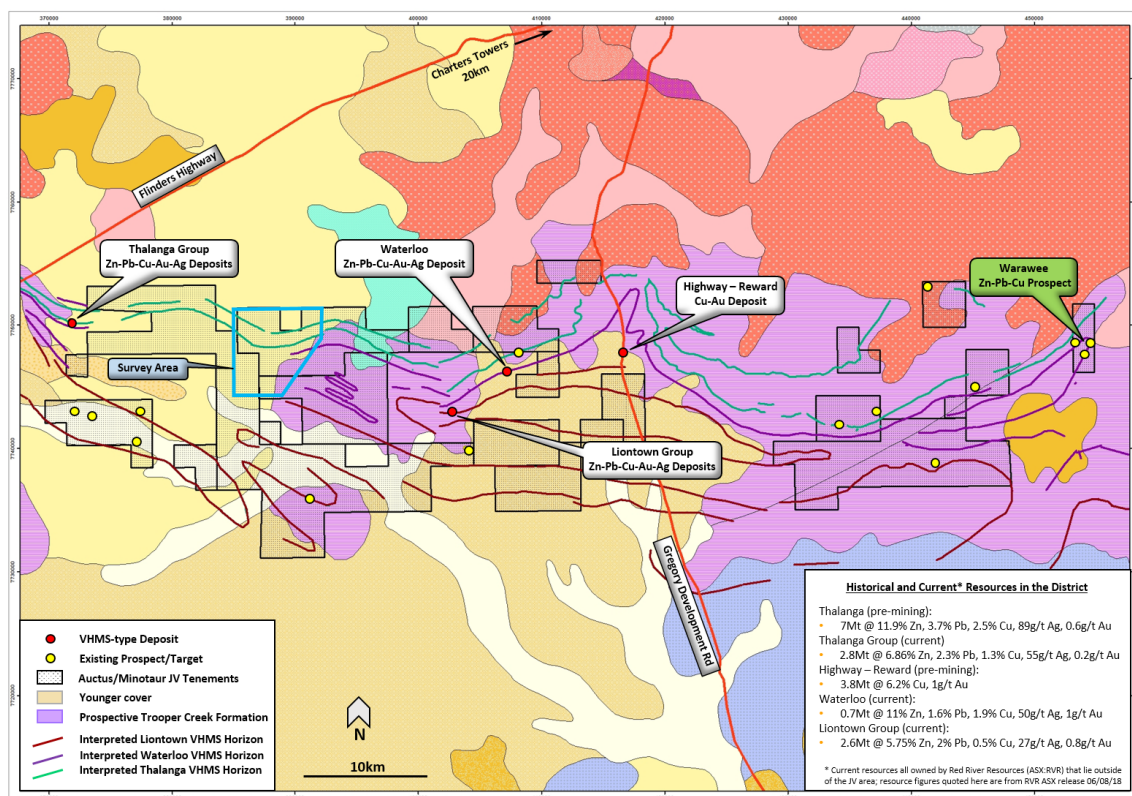 370000 380000 390000 400000 410000 420000 430000 440000 450000
7770000
7760000
7750000
7740000
7730000
7720000
Charters Towers
20km
Flinders Highway
Thalanga Group
Zn-Pb-Cu-Au-Ag Deposits
Waterloo
Zn-Pb-Cu-Au-Ag Deposit
Highway – Reward
Cu-Au Deposit
Warawee
Zn-Pb-Cu Prospect
Survey Area
Liontown Group
Zn-Pb-Cu-Au-Ag Deposits
Gregory Development Rd
VHMS-type Deposit
Existing Prospect/Target
Auctus/Minotaur JV Tenements
Younger cover
Prospective Trooper Creek Formation
Interpreted Liontown VHMS Horizon
Interpreted Waterloo VHMS Horizon
Interpreted Thalanga VHMS Horizon
N
10km
Historical and Current* Resources in the District
Thalanga (pre-mining):
• 7Mt @ 11.9% Zn, 3.7% Pb, 2.5% Cu, 89g/t Ag, 0.6g/t Au
Thalanga Group (current)
• 2.8Mt @ 6.86% Zn, 2.3% Pb, 1.3% Cu, 55g/t Ag, 0.2g/t Au
Highway – Reward (pre-mining):
• 3.8Mt @ 6.2% Cu, 1g/t Au
Waterloo (current):
• 0.7Mt @ 11% Zn, 1.6% Pb, 1.9% Cu, 50g/t Ag, 1g/t Au
Liontown Group (current):
• 2.6Mt @ 5.75% Zn, 2% Pb, 0.5% Cu, 27g/t Ag, 0.8g/t Au
* Current resources all owned by Red River Resources (ASX:RVR) that lie outside
of the JV area; resource figures quoted here are from RVR ASX release 06/08/18